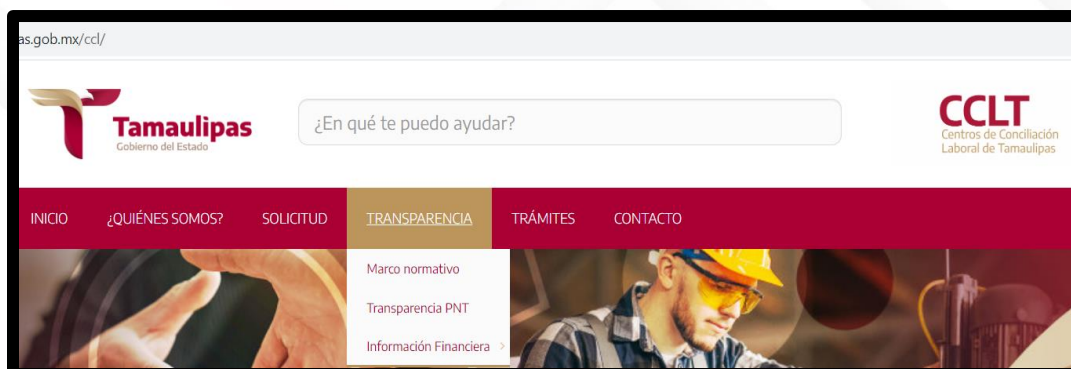 as.gob.mx/ccl/
Tamaulipas
Gobierno del Estado
¿En qué te puedo ayudar?
CCLT
Centros de Conciliación
Laboral de Tamaulipas
INICIO ¿QUIÉNES SOMOS? SOLICITUD TRANSPARENCIA TRÁMITES CONTACTO
Marco normativo
Transparencia PNT
Información Financiera >